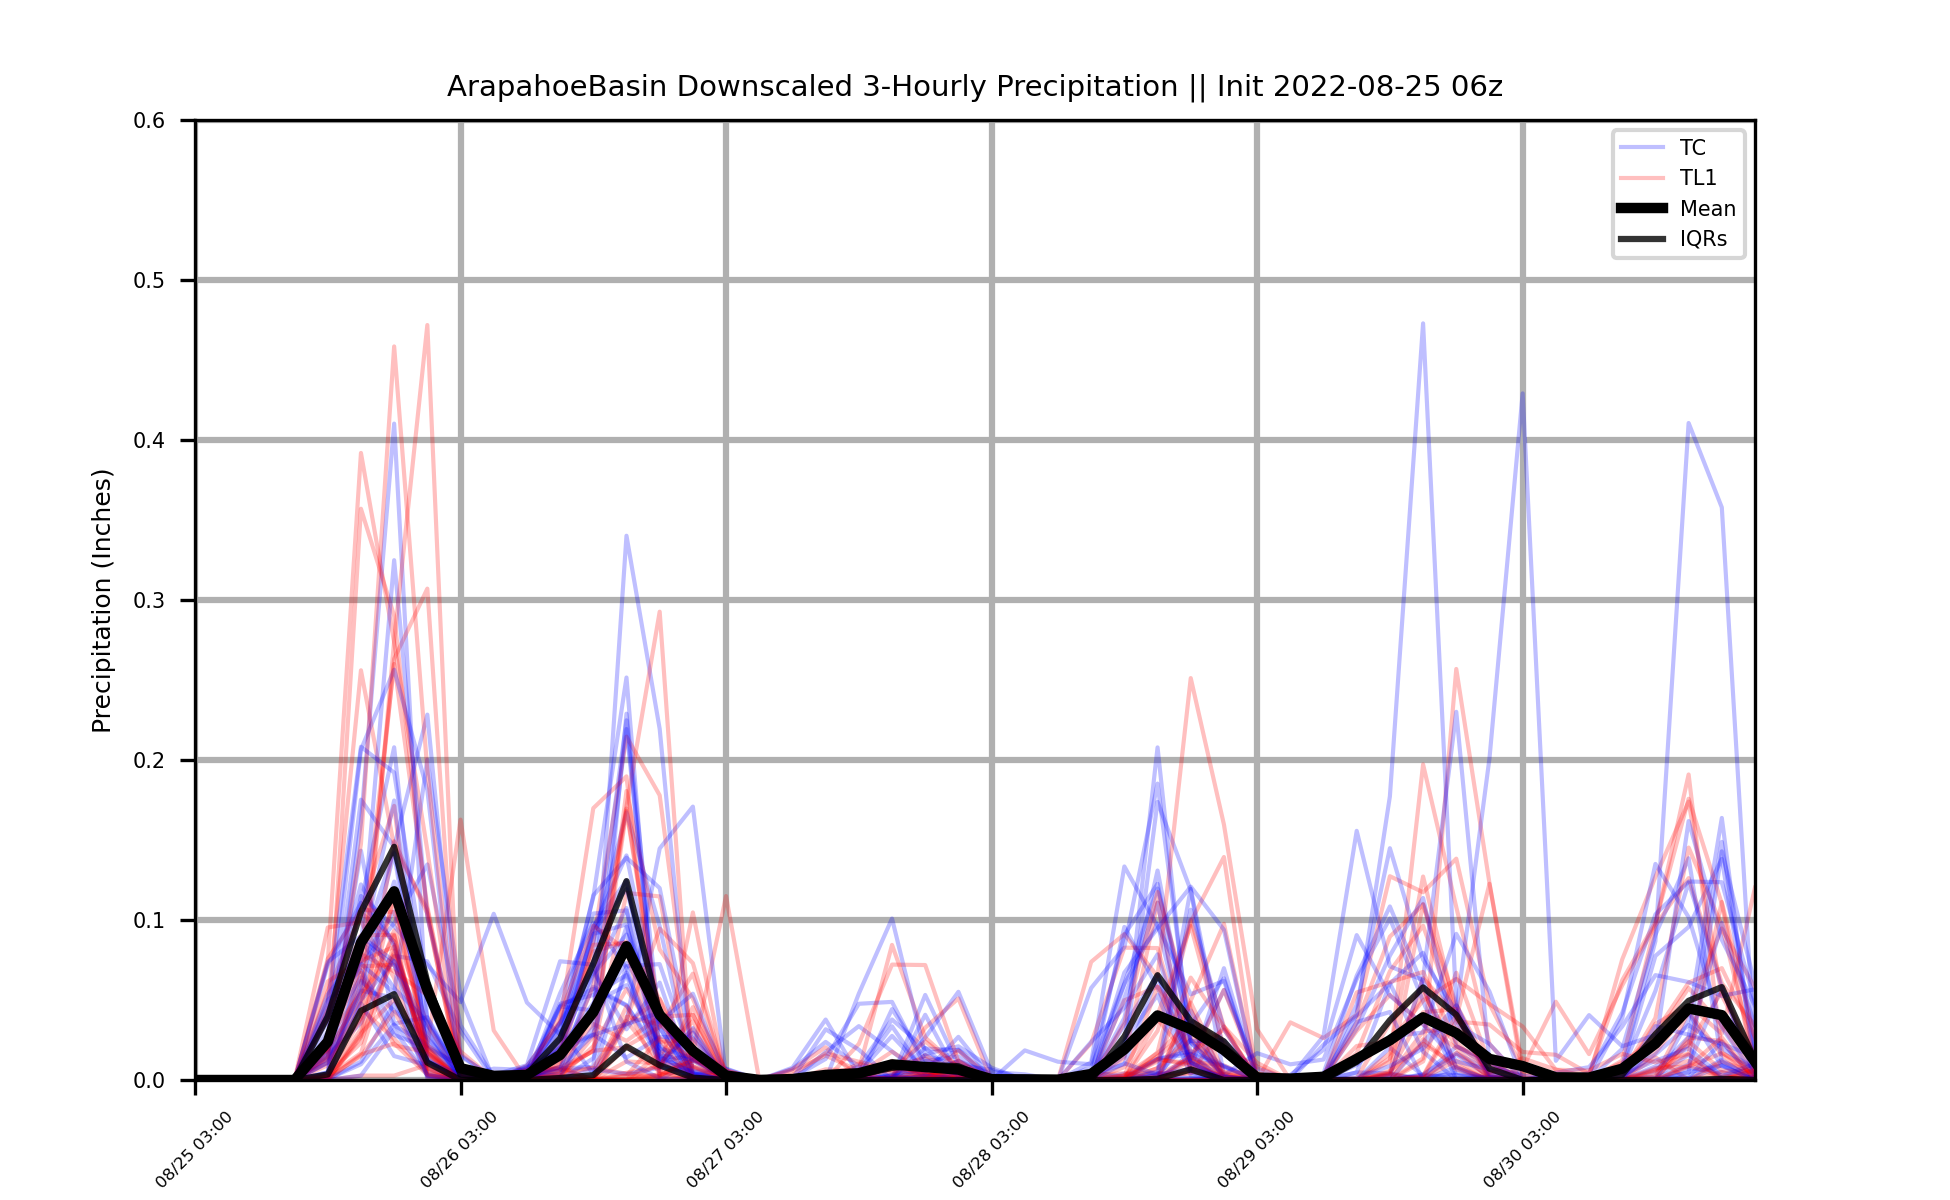 ArapahoeBasin Downscaled 3-Hourly Precipitation || Init 2022-08-25 06z
0.6
0.5
0.4
0.3
0.2
0.1
0.0
Precipitation (Inches)
TC
TL1
Mean
IQRs
08/25 03:00
08/26 03:00
08/27 03:00
08/28 03:00
08/29 03:00
08/30 03:00